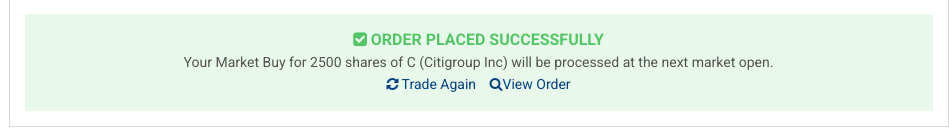 ORDER PLACED SUCCESSFULLY
Your Market Buy for 2500 shares of C (Citigroup Inc) will be processed at the next market open.
Trade Again View Order